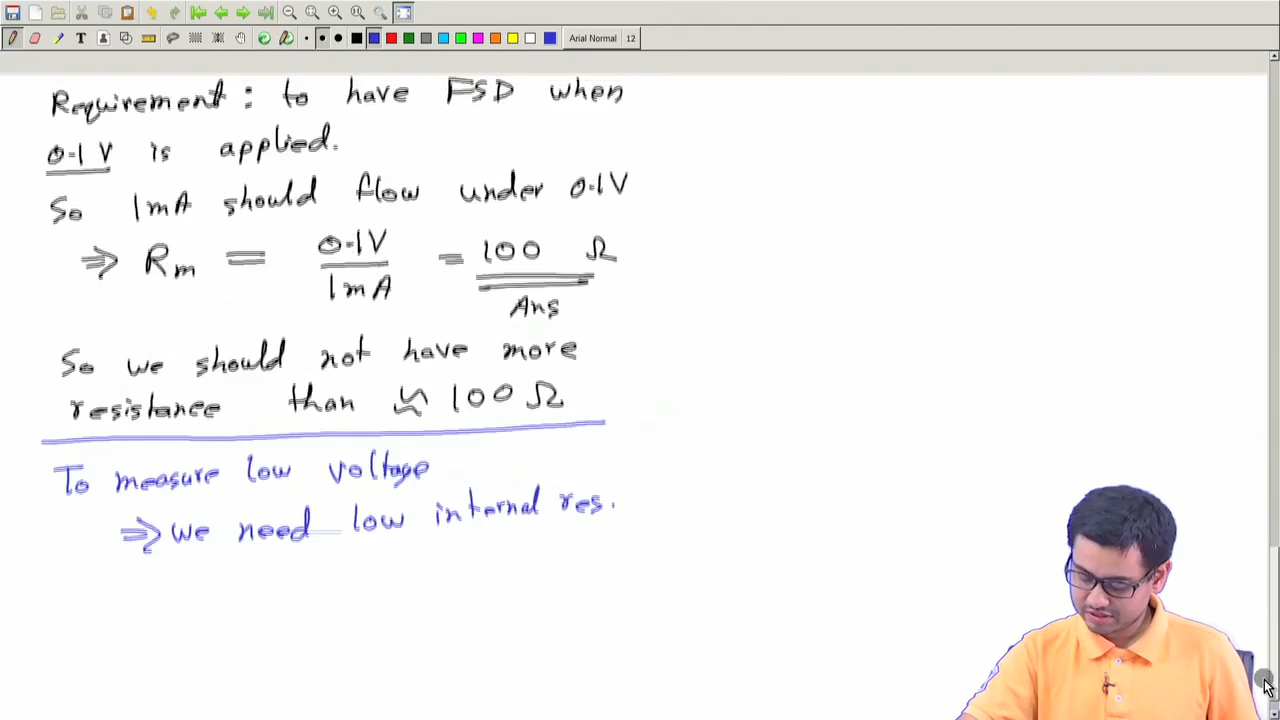 Arial Normal 12
Requirement: to have FSD when
0.1 V is applied.
So 1mA should flow under 0.1V
⇒ Rm = 0.1V / 1mA = 100 Ω
Ans
So we should not have more
resistance than ≈ 100 Ω
To measure low voltage
⇒ we need low internal res.